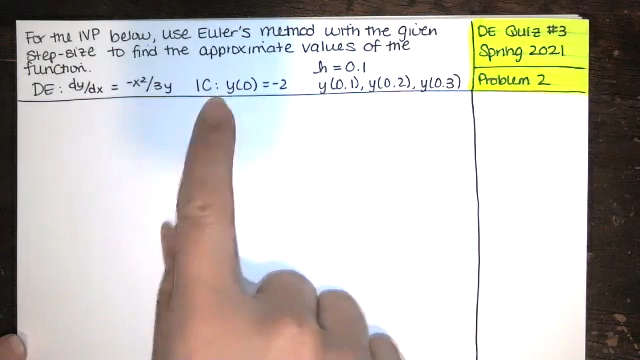 For the IVP below, use Euler's method with the given
step-size to find the approximate values of the
function.
h = 0.1
DE: dy/dx = -x²/3y IC: y(0) = -2 y(0.1), y(0.2), y(0.3)
DE Quiz #3
Spring 2021
Problem 2